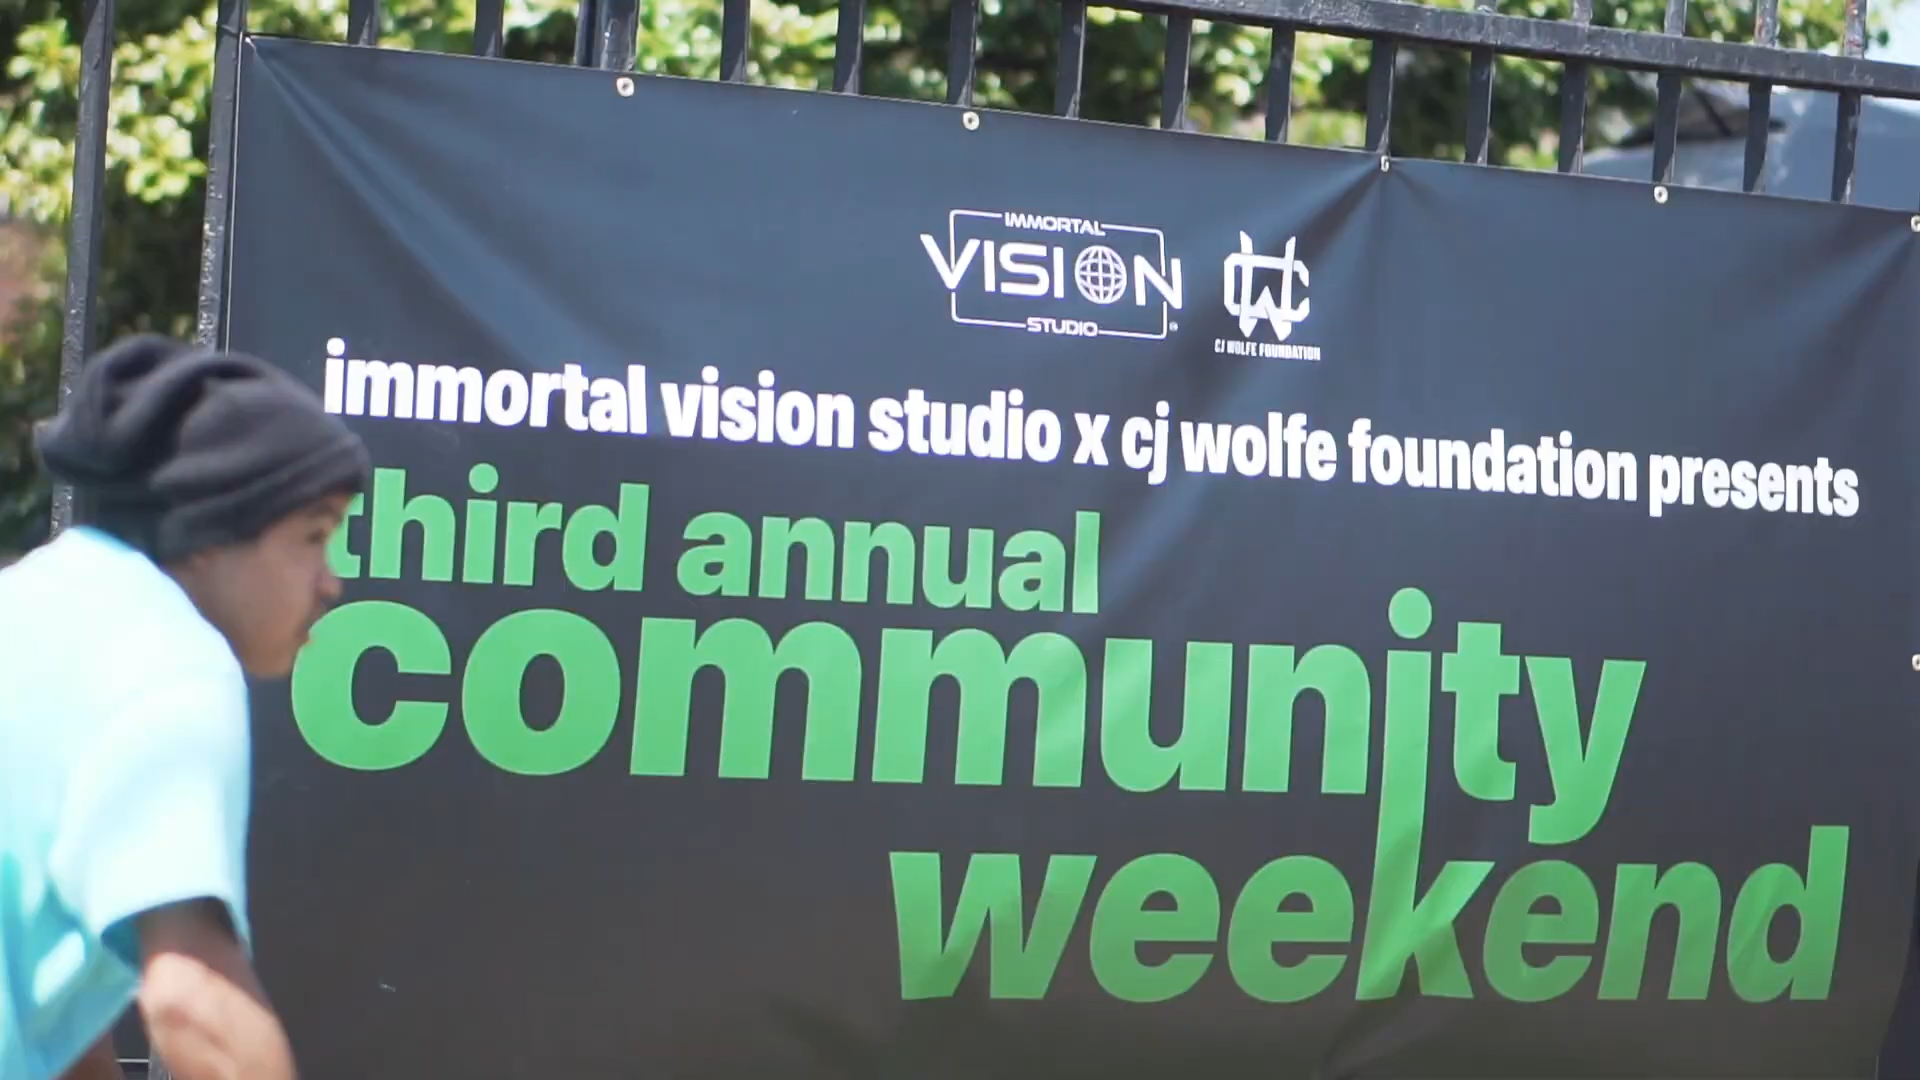 IMMORTAL
VISION
STUDIO
CJ WOLFE FOUNDATION
immortal vision studio x cj wolfe foundation presents
third annual
community
weekend